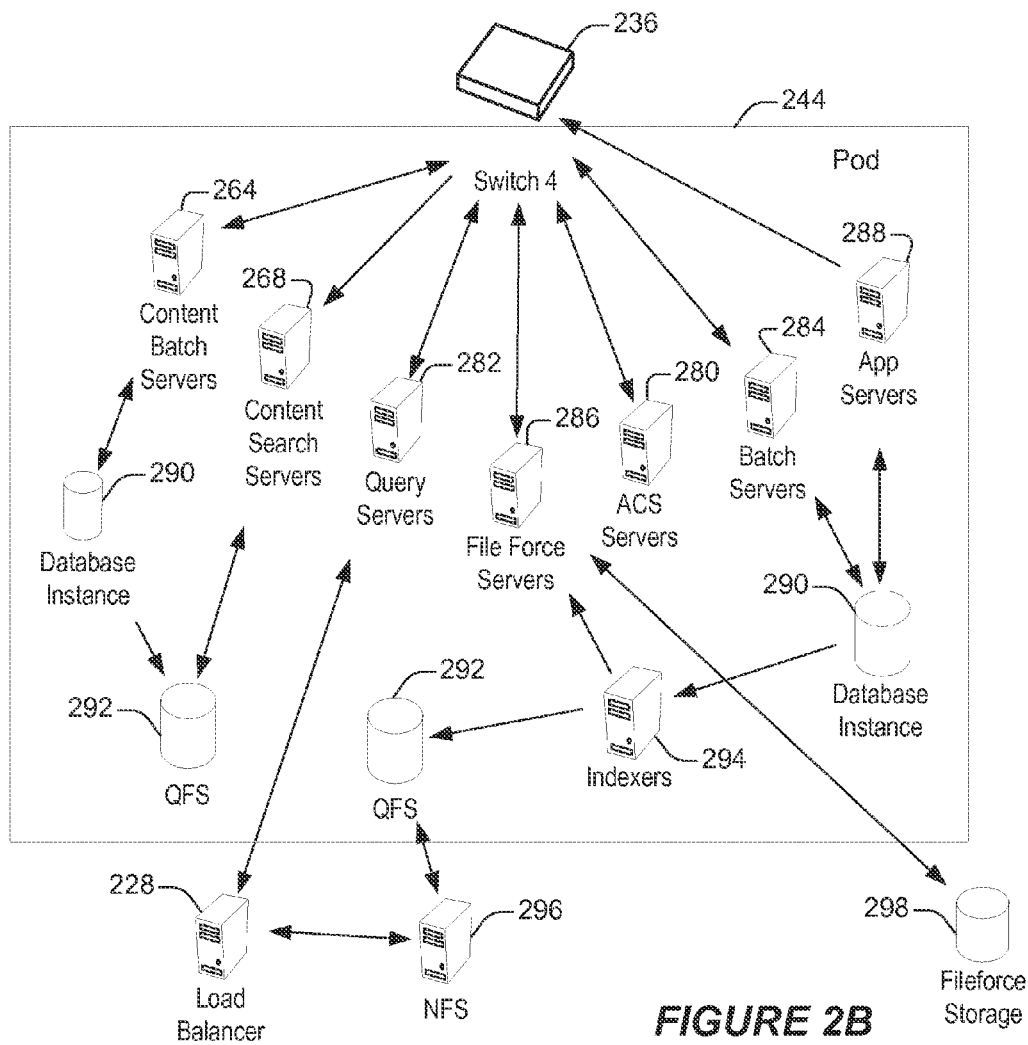 236
244
Pod
Switch 4
264
288
268
284
Content
Batch
Servers
282
280
App
Servers
286
Content
Search
Servers
290
Query
Servers
ACS
Servers
Batch
Servers
File Force
Servers
Database
Instance
290
292
292
Database
Instance
294
Indexers
QFS
QFS
228
296
298
Load
Balancer
NFS
Fileforce
Storage
FIGURE 2B